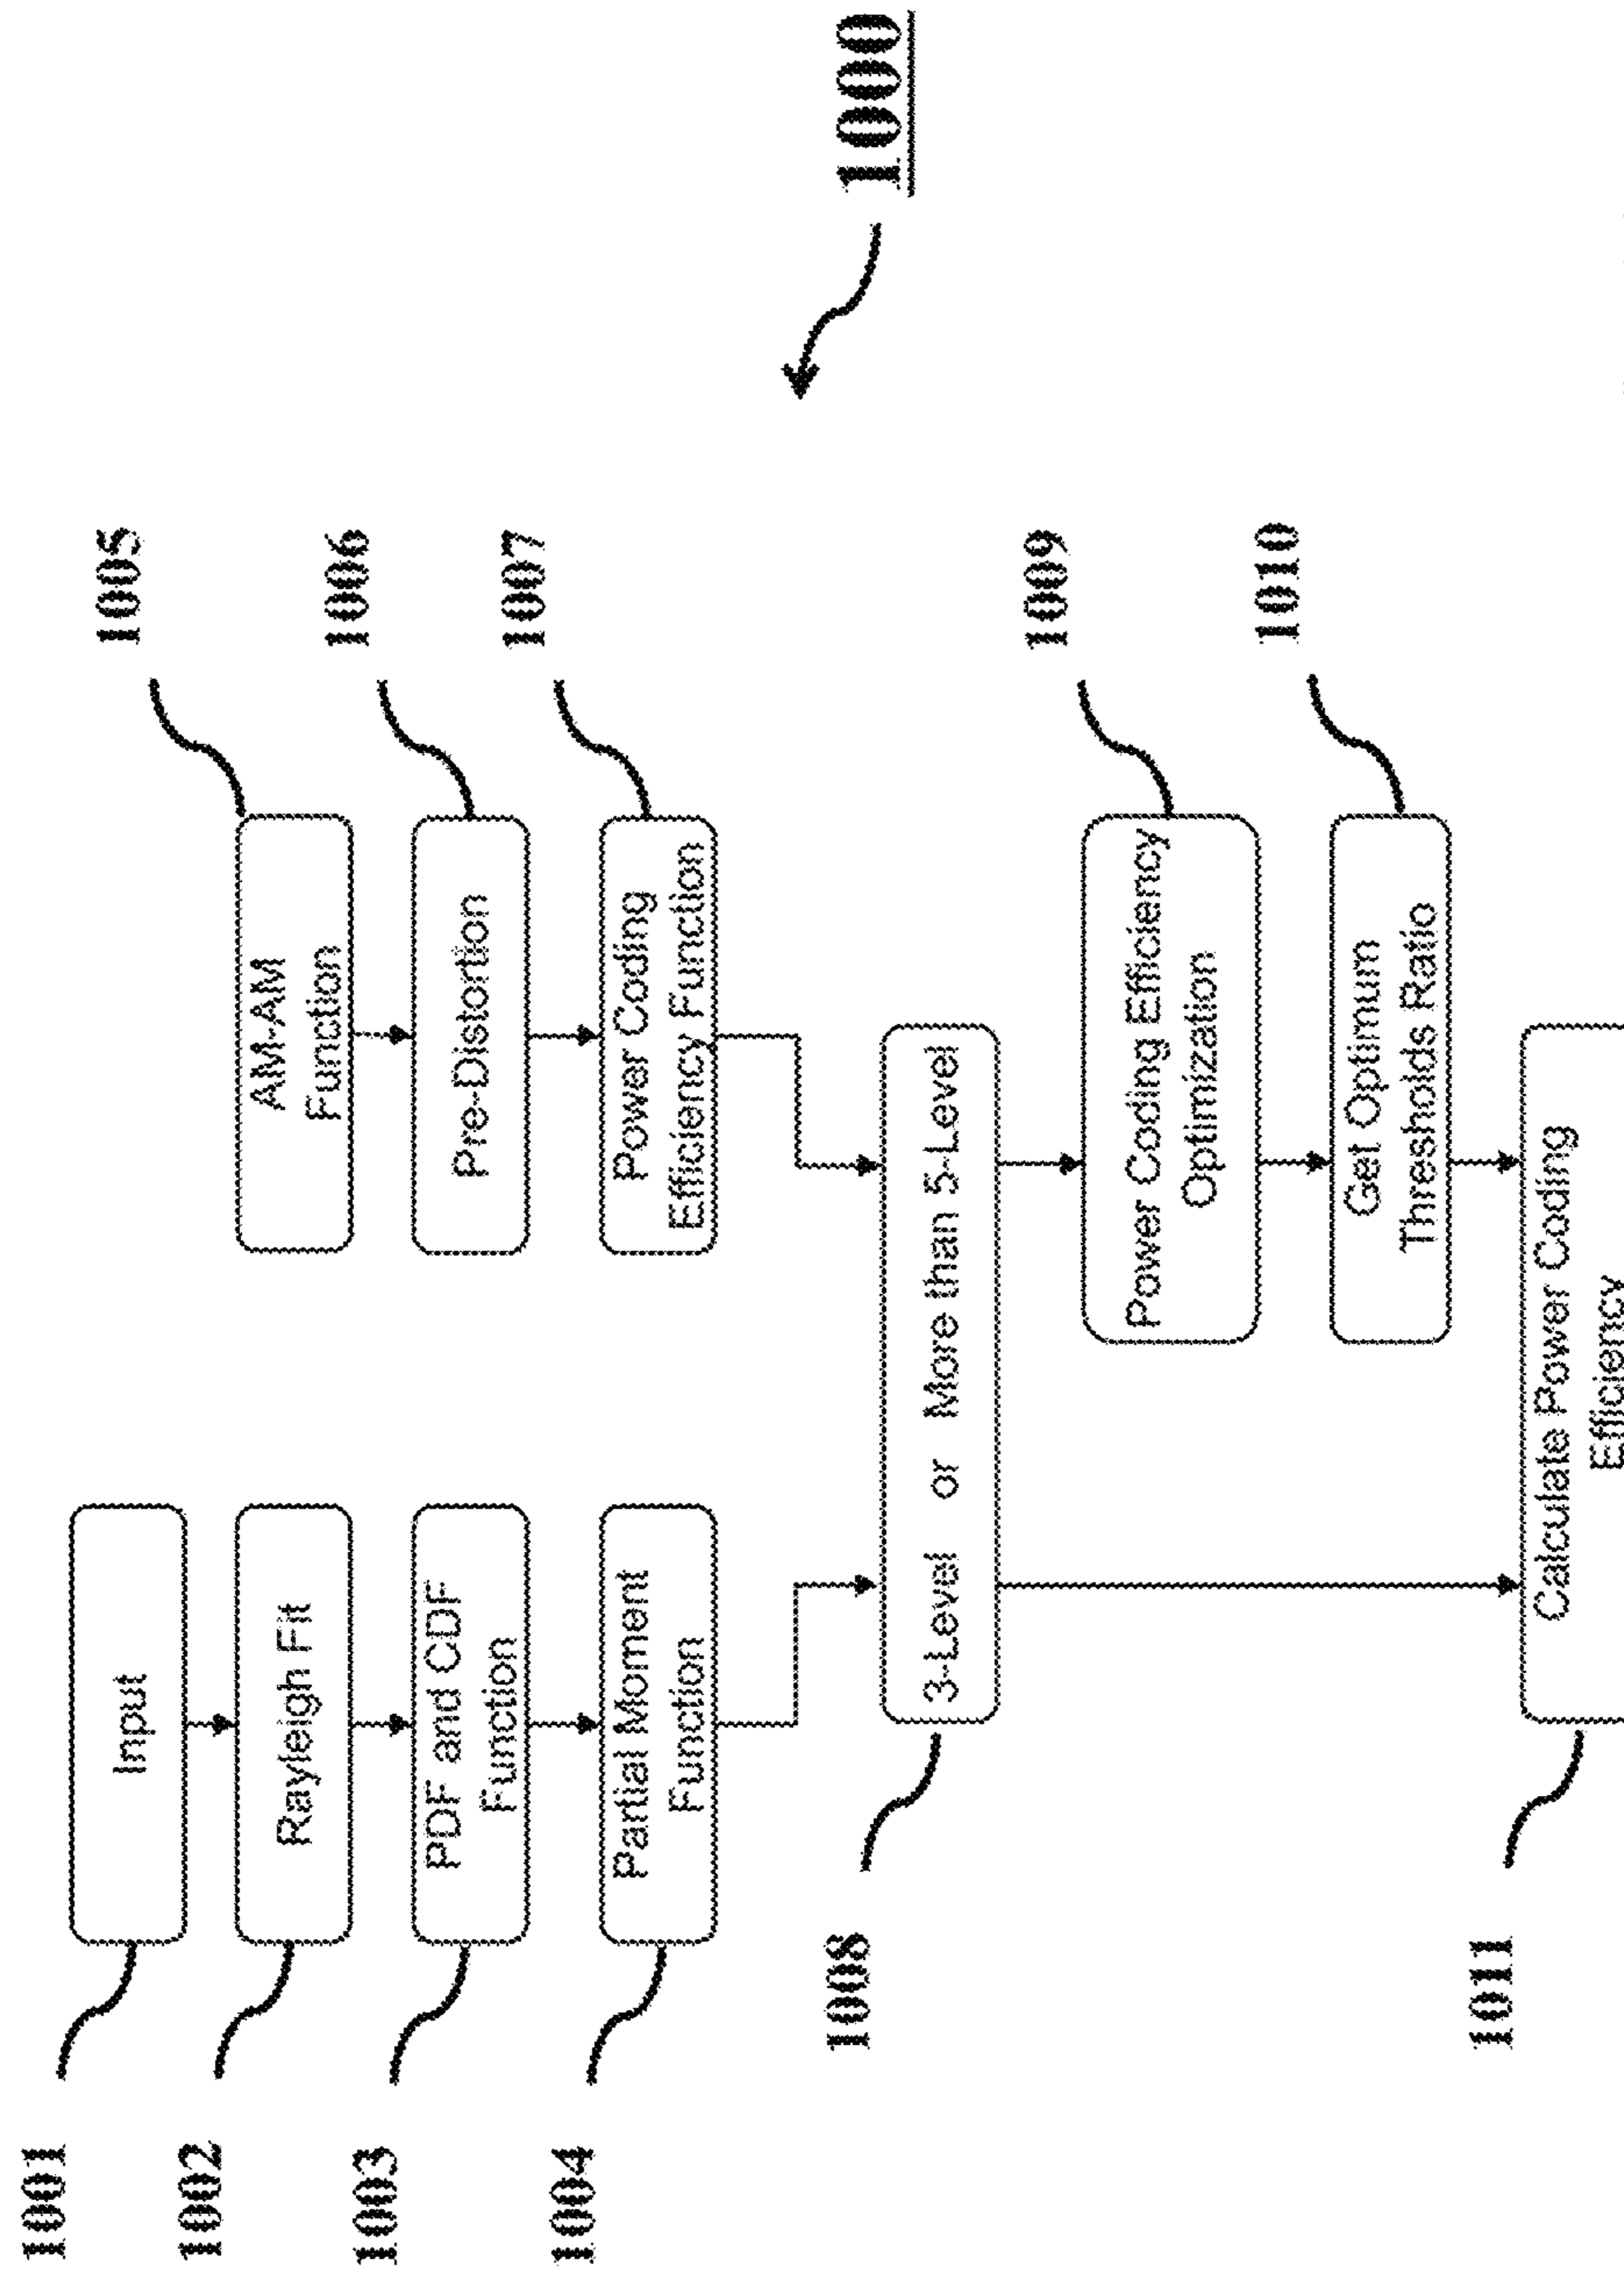 1000
1001
Input
1002
Rayleigh Fit
1003
PDF and CDF
Function
1004
Partial Moment
Function
1005
AM-AM
Function
1006
Pre-Distortion
1007
Power Coding
Efficiency Function
1008
3-Level or More than 5-Level
1009
Power Coding Efficiency
Optimization
1010
Get Optimum
Thresholds Ratio
1011
Calculate Power Coding
Efficiency